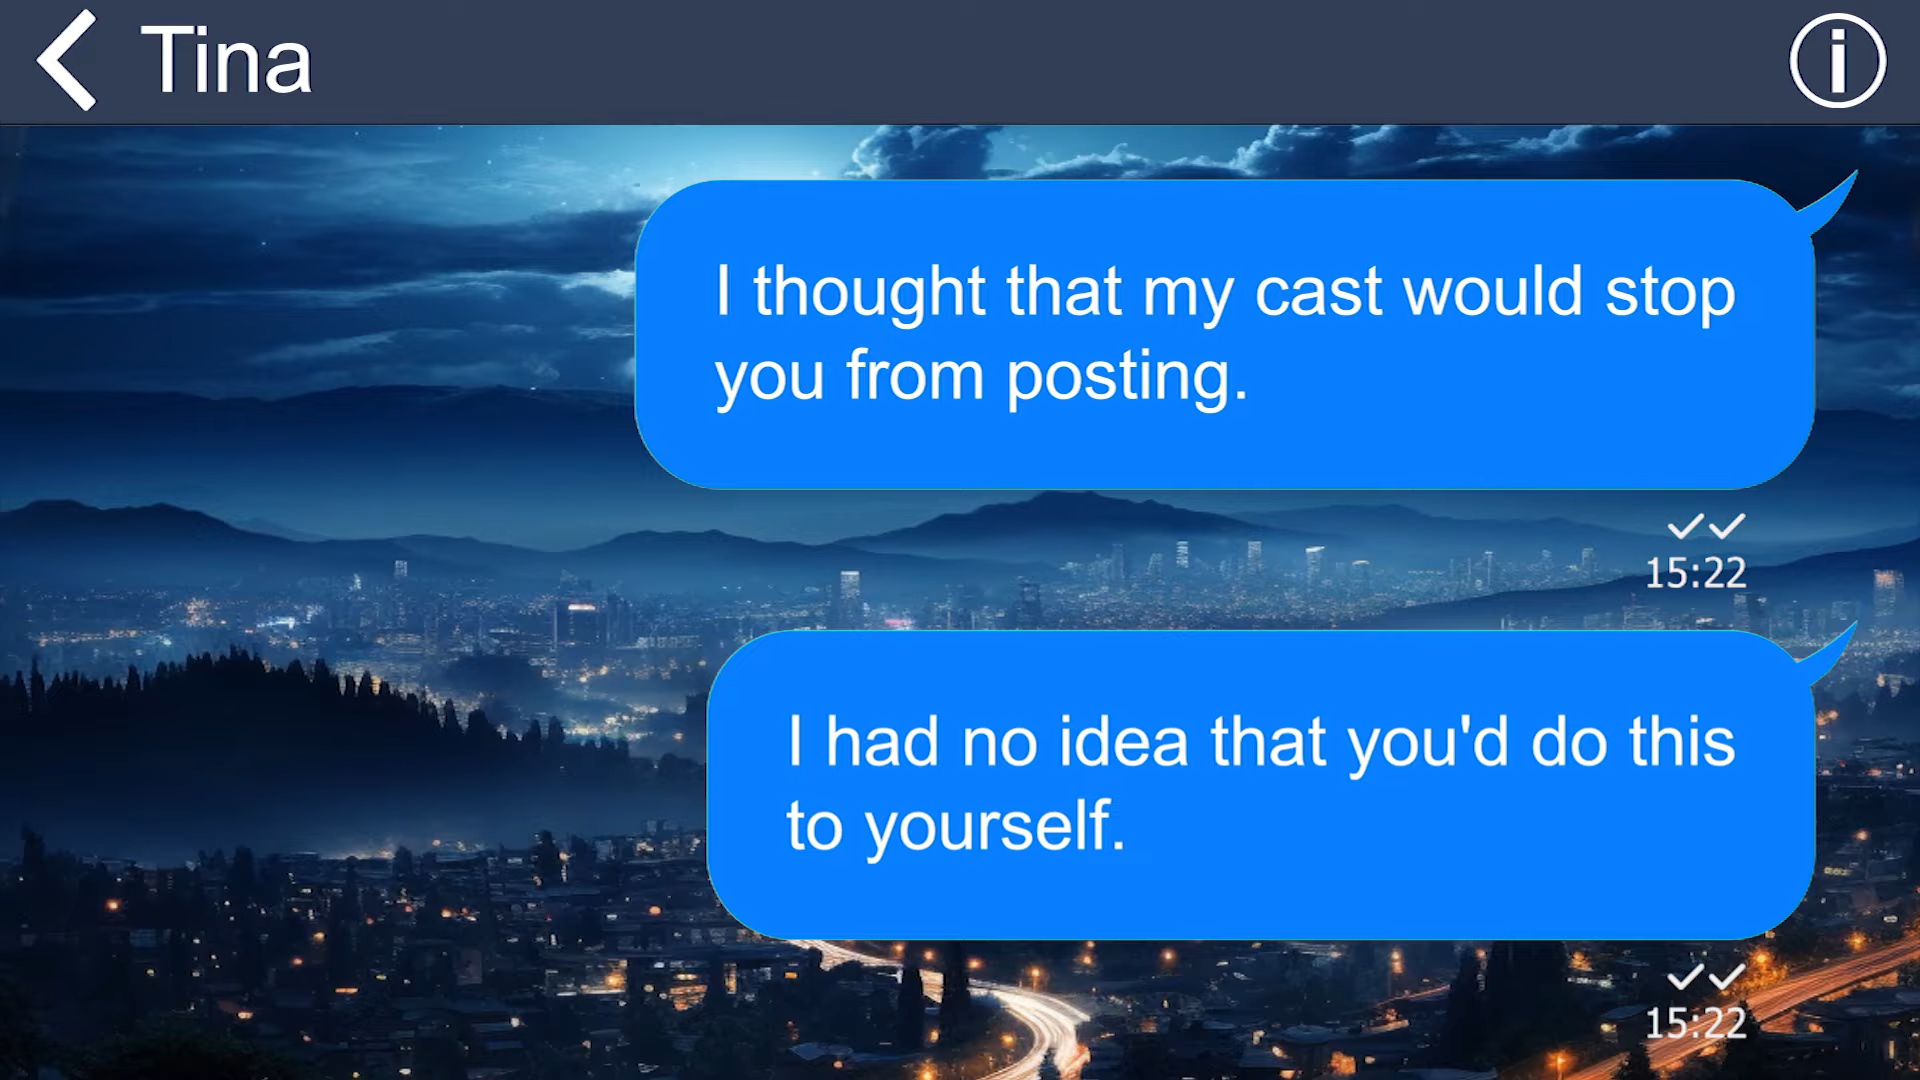 Tina
I thought that my cast would stop
you from posting.
15:22
I had no idea that you'd do this
to yourself.
15:22